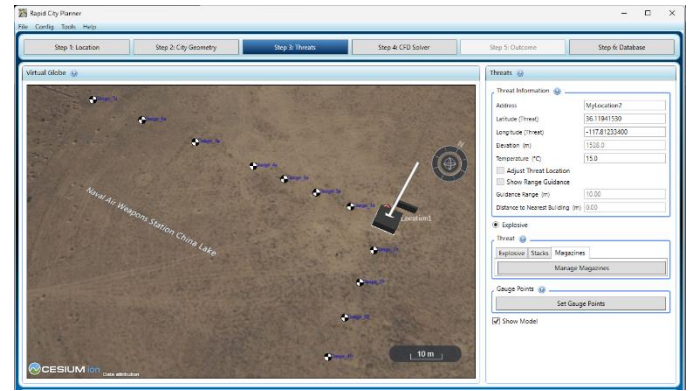 Rapid City Planner
File Config Tools Help
Step 1: Location
Step 2: City Geometry
Step 3: Threats
Step 4: CFD Solver
Step 5: Outcome
Step 6: Database
Virtual Globe
Naval Air Weapons Station China Lake
Location1
10 m
CESIUM ion Data attribution
Threats
Threat Information
Address MyLocation2
Latitude (Threat) 36.11941530
Longitude (Threat) -117.81233400
Elevation (m) 1528.0
Temperature (°C) 15.0
Adjust Threat Location
Show Range Guidance
Guidance Range (m) 10.00
Distance to Nearest Building (m) 0.00
Explosive
Threat
Explosive Stacks Magazines
Manage Magazines
Gauge Points
Set Gauge Points
Show Model